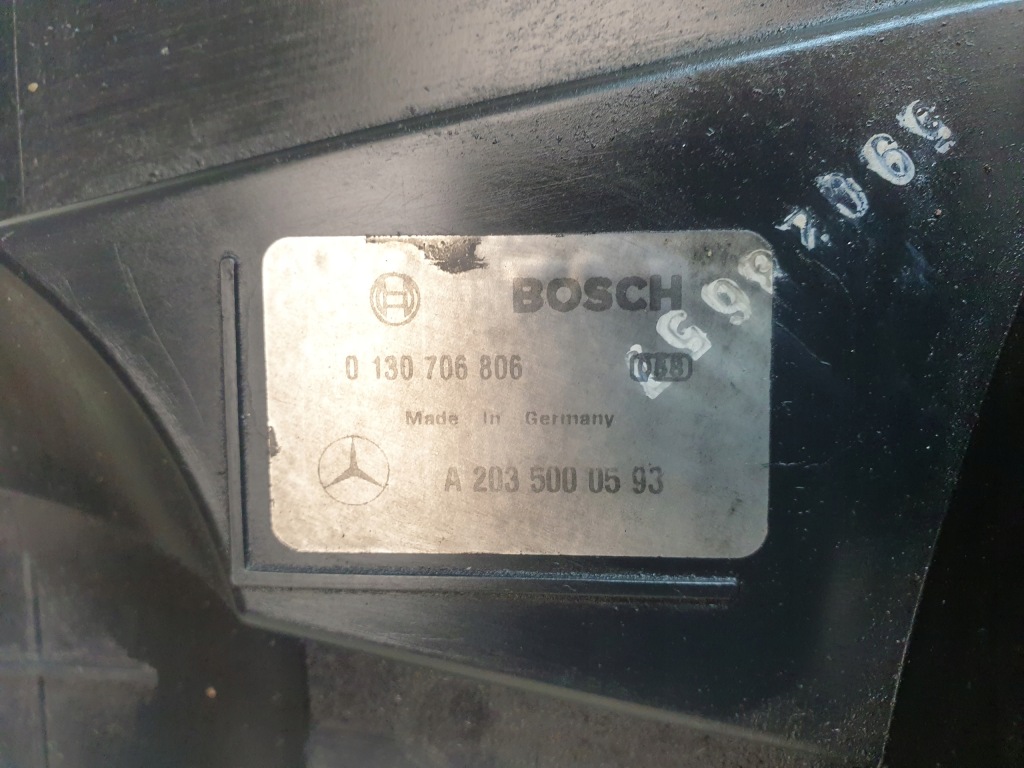 BOSCH
0 130 706 806
Made In Germany
A 203 500 05 93